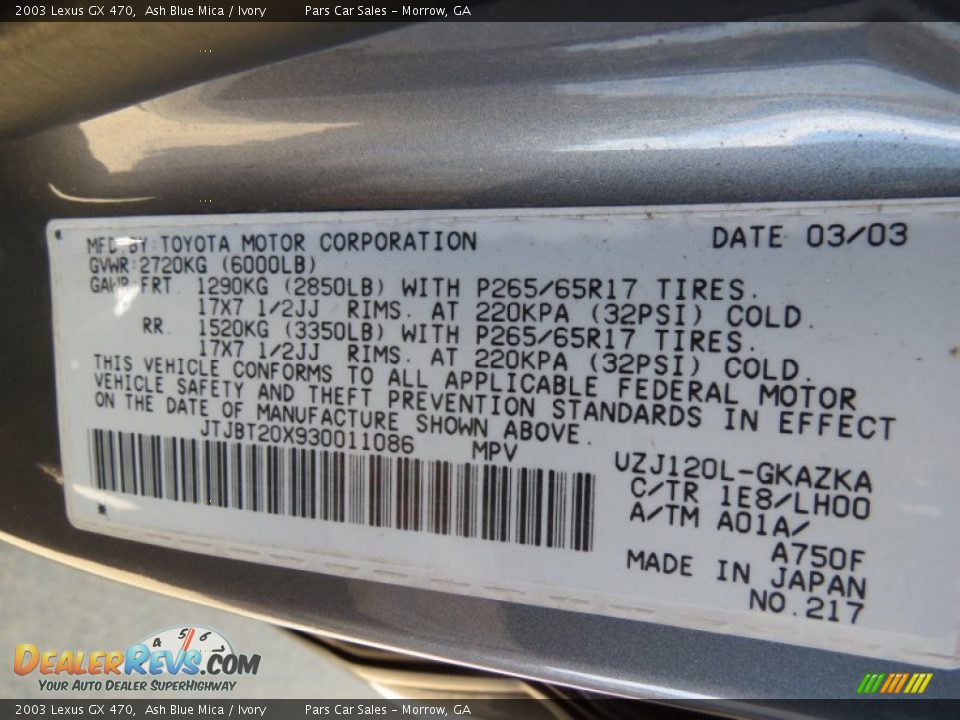 2003 Lexus GX 470, Ash Blue Mica / Ivory Pars Car Sales - Morrow, GA
MFD BY: TOYOTA MOTOR CORPORATION DATE 03/03
GVWR: 2720KG (6000LB)
GAWR: FRT. 1290KG (2850LB) WITH P265/65R17 TIRES.
17X7 1/2JJ RIMS. AT 220KPA (32PSI) COLD.
RR. 1520KG (3350LB) WITH P265/65R17 TIRES.
17X7 1/2JJ RIMS. AT 220KPA (32PSI) COLD.
THIS VEHICLE CONFORMS TO ALL APPLICABLE FEDERAL MOTOR
VEHICLE SAFETY AND THEFT PREVENTION STANDARDS IN EFFECT
ON THE DATE OF MANUFACTURE SHOWN ABOVE.
JTJBT20X930011086 MPV
UZJ120L-GKAZKA
C/TR 1E8/LH00
A/TM A01A/
A750F
MADE IN JAPAN
NO.217
4 5 6
DEALERREVS.COM
YOUR AUTO DEALER SUPERHIGHWAY
2003 Lexus GX 470, Ash Blue Mica / Ivory Pars Car Sales - Morrow, GA